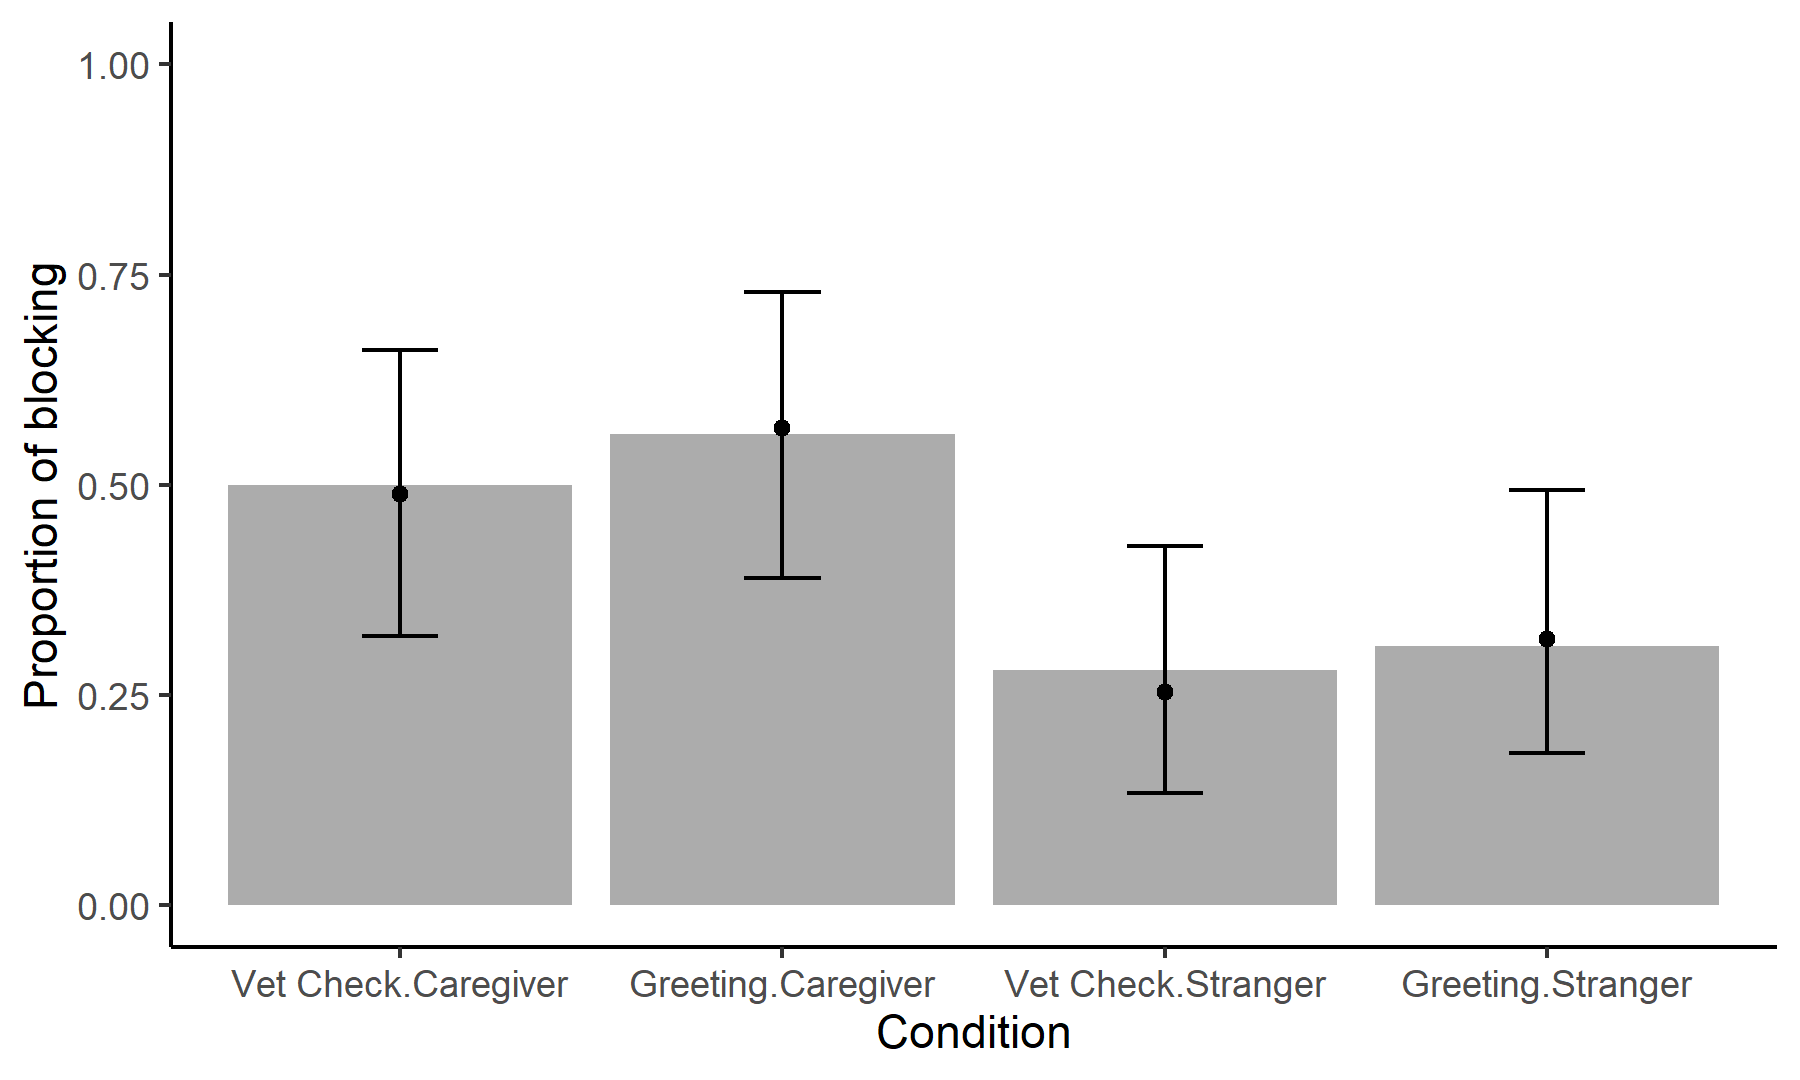 Proportion of blocking
1.00
0.75
0.50
0.25
0.00
Vet Check.Caregiver Greeting.Caregiver Vet Check.Stranger Greeting.Stranger
Condition